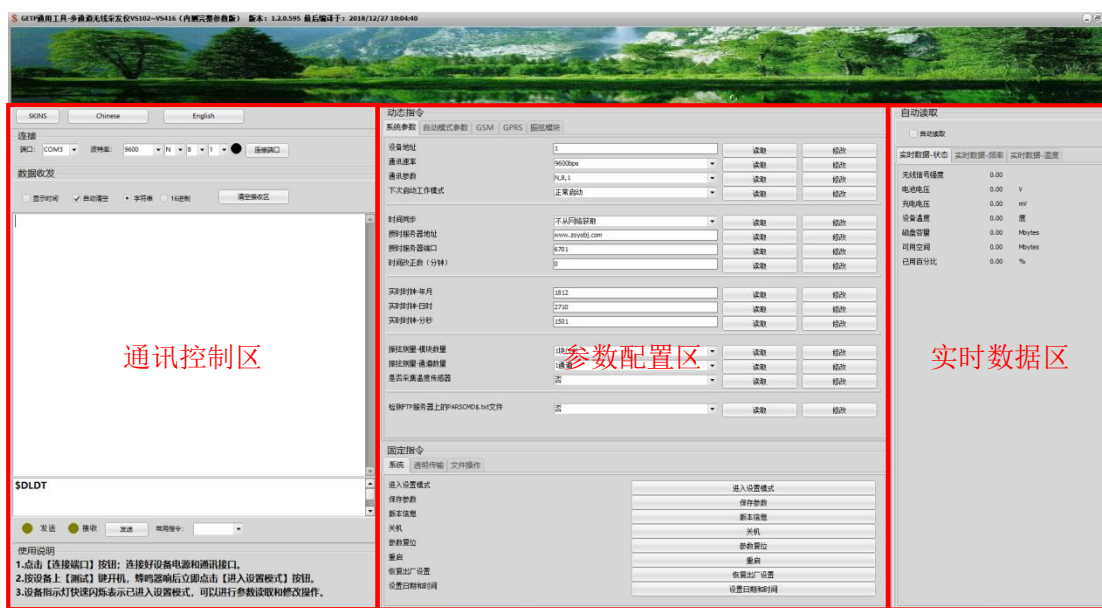 GETP通用工具-多通道无线采发仪VS102~VS416（内测完整参数版） 版本：1.2.0.595 最后编译于：2018/12/27 10:04:40
SKINS Chinese English
连接
端口： COM3 波特率： 9600 N 8 1 连接端口
数据收发
显示时间 自动清空 字符串 16进制 清空接收区
通讯控制区
$DLDT
发送 接收 发送 常用指令：
使用说明
1.点击【连接端口】按钮；连接好设备电源和通讯接口。
2.按设备上【测试】键开机，蜂鸣器响后立即点击【进入设置模式】按钮。
3.设备指示灯快速闪烁表示已进入设置模式，可以进行参数读取和修改操作。
动态指令
系统参数 自动模式参数 GSM GPRS 振弦模块
设备地址 1 读取 修改
通讯速率 9600bps 读取 修改
通讯参数 N,8,1 读取 修改
下次启动工作模式 正常启动 读取 修改
时间同步 不从网络获取 读取 修改
授时服务器地址 www.zoyobj.com 读取 修改
授时服务器端口 6701 读取 修改
时间改正数（分钟） 0 读取 修改
实时时钟-年月 1812 读取 修改
实时时钟-日时 2710 读取 修改
实时时钟-分秒 1501 读取 修改
振弦测量-模块数量 读取 修改
振弦测量-通道数量 1通道 读取 修改
是否采集温度传感器 否 读取 修改
参数配置区
检测FTP服务器上的PARSCMD$.txt文件 否 读取 修改
固定指令
系统 透明传输 文件操作
进入设置模式 进入设置模式
保存参数 保存参数
版本信息 版本信息
关机 关机
参数复位 参数复位
重启 重启
恢复出厂设置 恢复出厂设置
设置日期和时间 设置日期和时间
自动读取
自动读取
实时数据-状态 实时数据-频率 实时数据-温度
无线信号强度 0.00
电池电压 0.00 V
充电电压 0.00 mV
设备温度 0.00 度
磁盘容量 0.00 Mbytes
可用空间 0.00 Mbytes
已用百分比 0.00 %
实时数据区